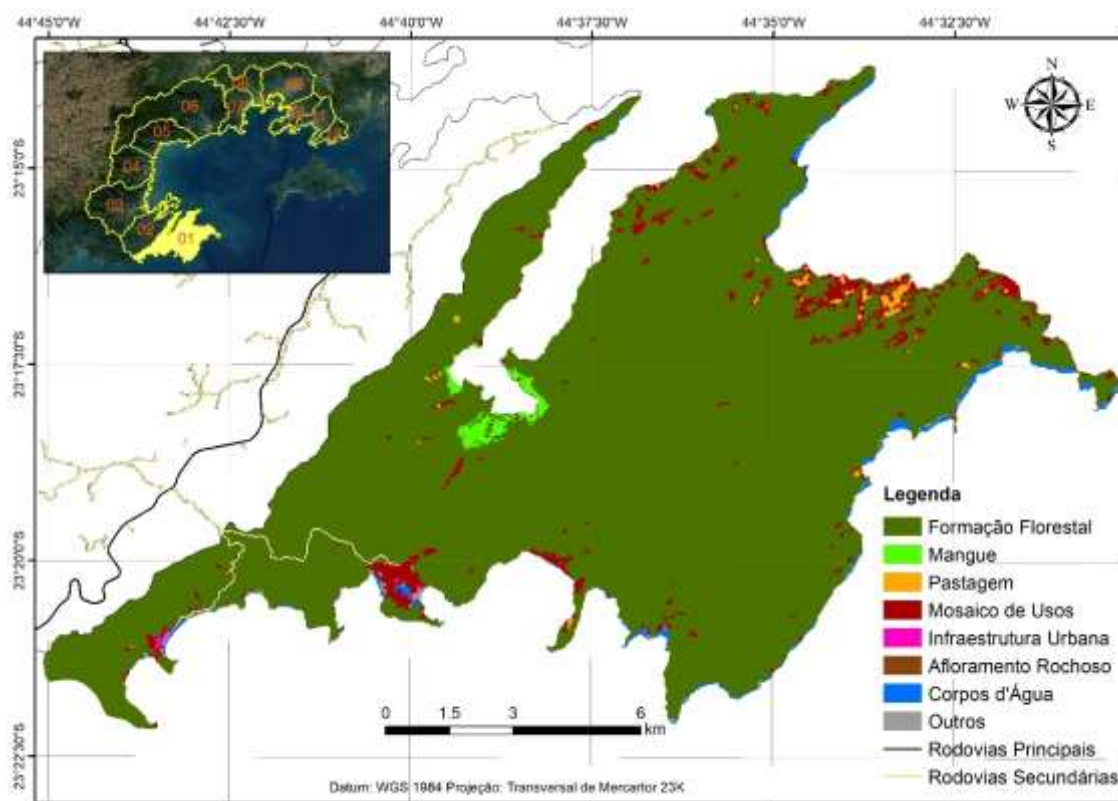 44°45'0"W 44°42'30"W 44°40'0"W 44°37'30"W 44°35'0"W 44°32'30"W
06
05
04
03
02
01
N
W E
S
23°15'0"S
23°17'30"S
23°20'0"S
23°22'30"S
Legenda
Formação Florestal
Mangue
Pastagem
Mosaico de Usos
Infraestrutura Urbana
Afloramento Rochoso
Corpos d'Água
Outros
Rodovias Principais
Rodovias Secundárias
0 1.5 3 6
km
Datum: WGS 1984 Projeção: Transversal de Mercartor 23K